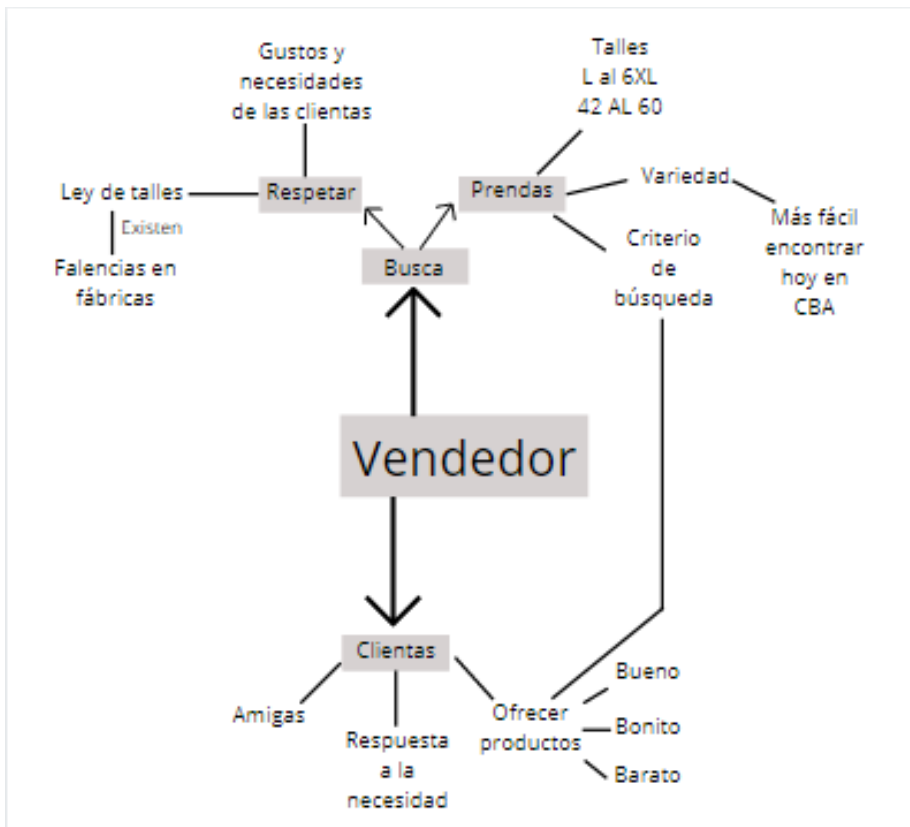 Gustos y
necesidades
de las clientas
Talles
L al 6XL
42 AL 60
Ley de talles
Respetar
Prendas
Variedad
Existen
Falencias en
fábricas
Busca
Criterio
de
búsqueda
Más fácil
encontrar
hoy en
CBA
Vendedor
Clientas
Amigas
Respuesta
a la
necesidad
Ofrecer
productos
Bueno
Bonito
Barato